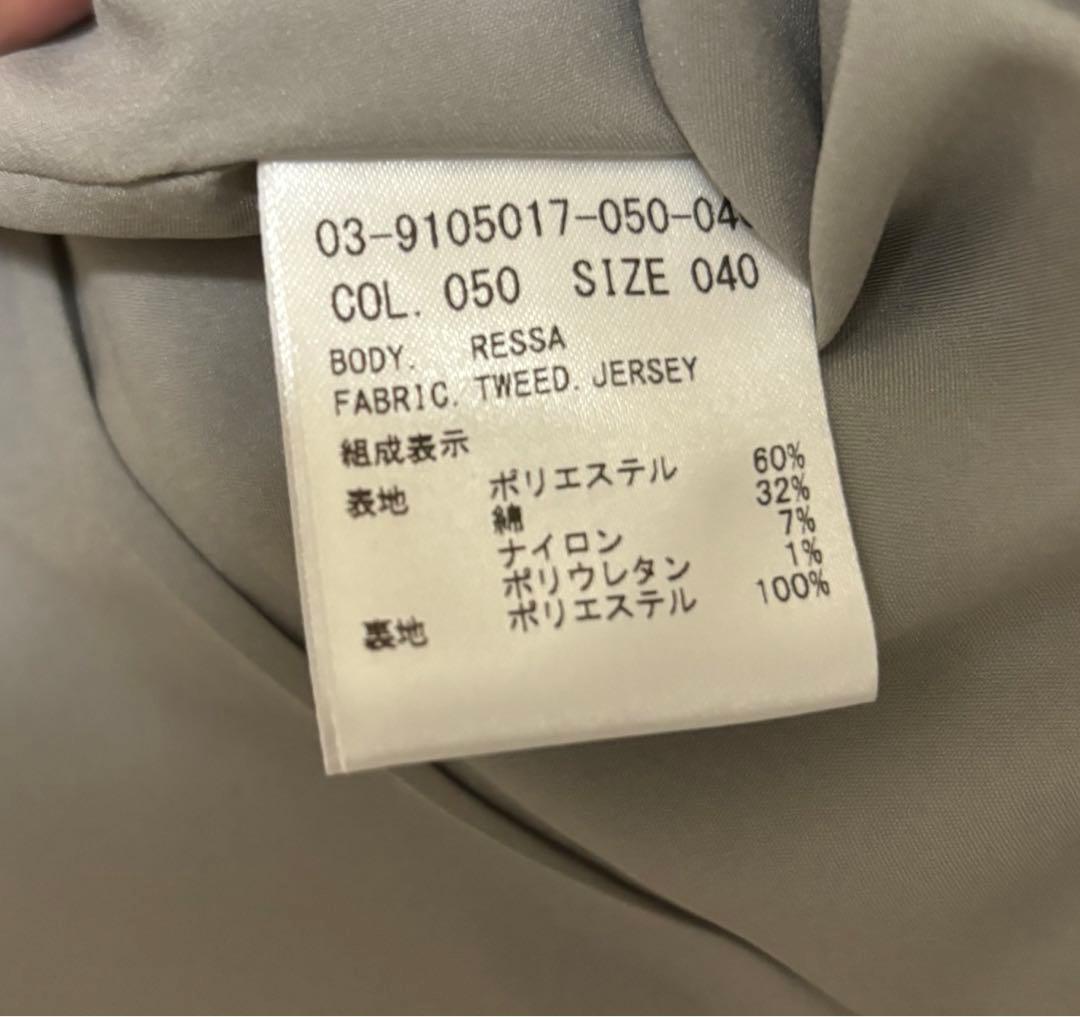 03-9105017-050-04
COL. 050 SIZE 040
BODY. RESSA
FABRIC. TWEED. JERSEY
組成表示
表地 ポリエステル 60%
綿 32%
ナイロン 7%
ポリウレタン 1%
裏地 ポリエステル 100%